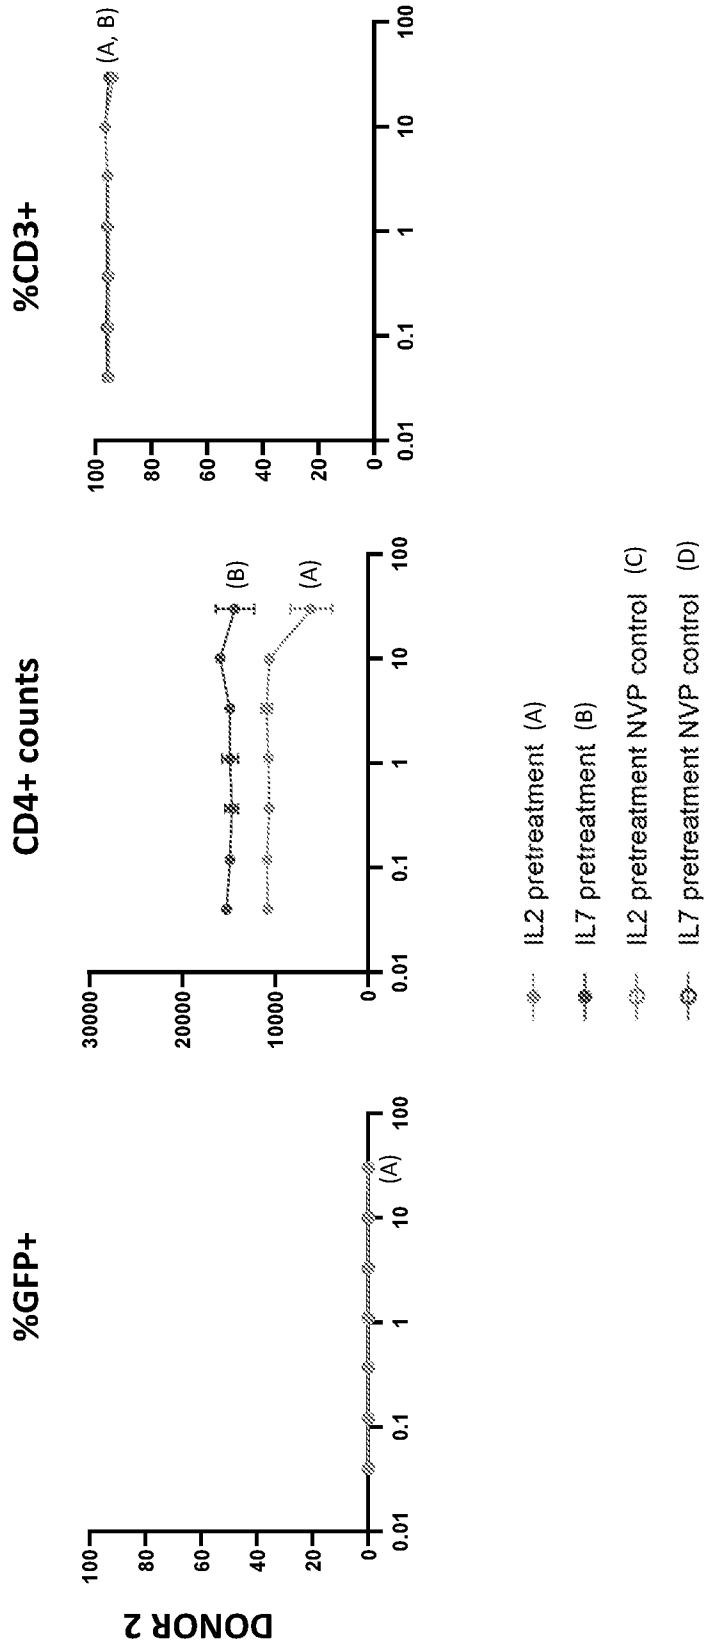 DONOR 2
%GFP+
100
80
60
40
20
0
0.01
0.1
1
10
100
(A)
CD4+ counts
30000
20000
10000
0
0.01
0.1
1
10
100
(B)
(A)
%CD3+
100
80
60
40
20
0
0.01
0.1
1
10
100
(A, B)
IL2 pretreatment (A)
IL7 pretreatment (B)
IL2 pretreatment NVP control (C)
IL7 pretreatment NVP control (D)